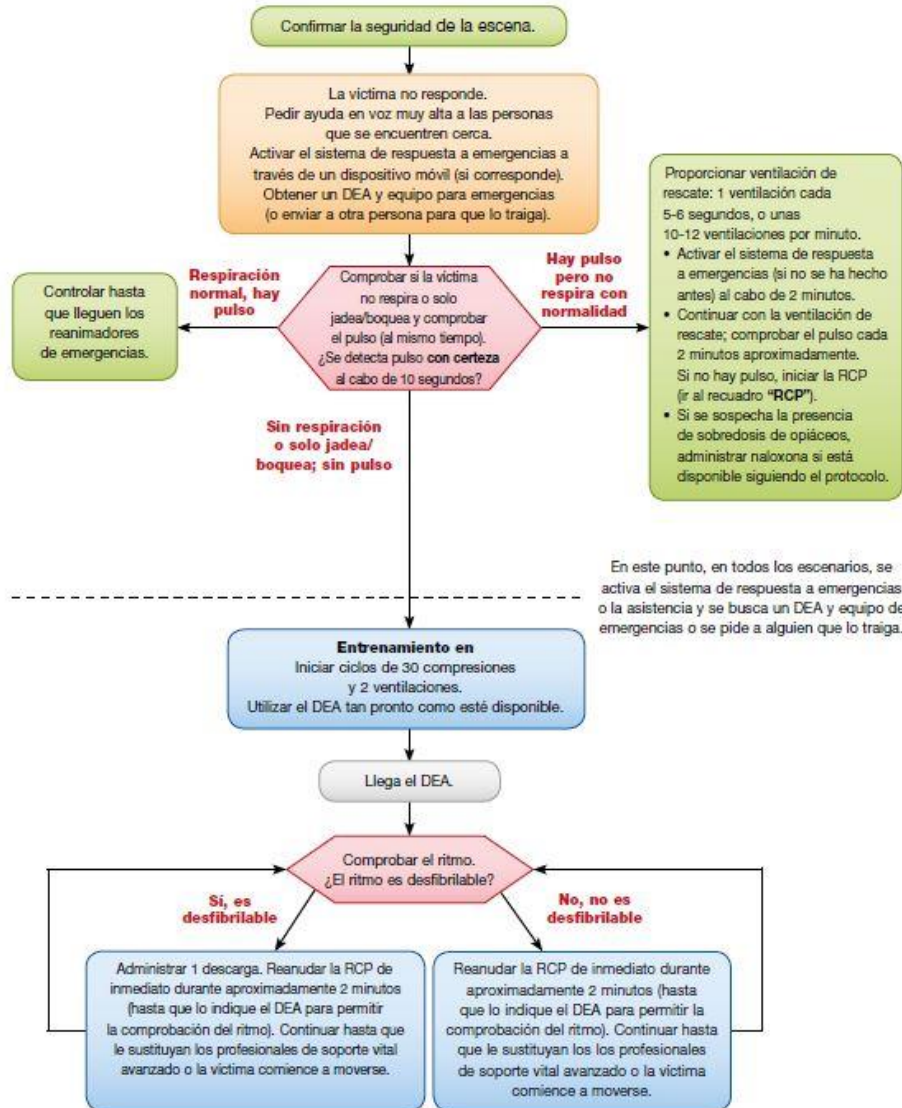 Confirmar la seguridad de la escena.
La víctima no responde.
Pedir ayuda en voz muy alta a las personas
que se encuentren cerca.
Activar el sistema de respuesta a emergencias a
través de un dispositivo móvil (si corresponde).
Obtener un DEA y equipo para emergencias
(o enviar a otra persona para que lo traiga).
Respiración
normal, hay
pulso
Controlar hasta
que lleguen los
reanimadores
de emergencias.
Comprobar si la víctima
no respira o solo
jadea/boquea y comprobar
el pulso (al mismo tiempo).
¿Se detecta pulso con certeza
al cabo de 10 segundos?
Hay pulso
pero no
respira con
normalidad
Proporcionar ventilación de
rescate: 1 ventilación cada
5-6 segundos, o unas
10-12 ventilaciones por minuto.
• Activar el sistema de respuesta
a emergencias (si no se ha hecho
antes) al cabo de 2 minutos.
• Continuar con la ventilación de
rescate; comprobar el pulso cada
2 minutos aproximadamente.
Si no hay pulso, iniciar la RCP
(ir al recuadro “RCP”).
• Si se sospecha la presencia
de sobredosis de opiáceos,
administrar naloxona si está
disponible siguiendo el protocolo.
Sin respiración
o solo jadea/
boquea; sin pulso
En este punto, en todos los escenarios, se
activa el sistema de respuesta a emergencias
o la asistencia y se busca un DEA y equipo de
emergencias o se pide a alguien que lo traiga.
Entrenamiento en
Iniciar ciclos de 30 compresiones
y 2 ventilaciones.
Utilizar el DEA tan pronto como esté disponible.
Llega el DEA.
Comprobar el ritmo.
¿El ritmo es desfibrilable?
Sí, es
desfibrilable
No, no es
desfibrilable
Administrar 1 descarga. Reanudar la RCP de
inmediato durante aproximadamente 2 minutos
(hasta que lo indique el DEA para permitir
la comprobación del ritmo). Continuar hasta que
le sustituyan los profesionales de soporte vital
avanzado o la víctima comience a moverse.
Reanudar la RCP de inmediato durante
aproximadamente 2 minutos (hasta
que lo indique el DEA para permitir la
comprobación del ritmo). Continuar hasta
que le sustituyan los los profesionales
de soporte vital avanzado o la víctima
comience a moverse.